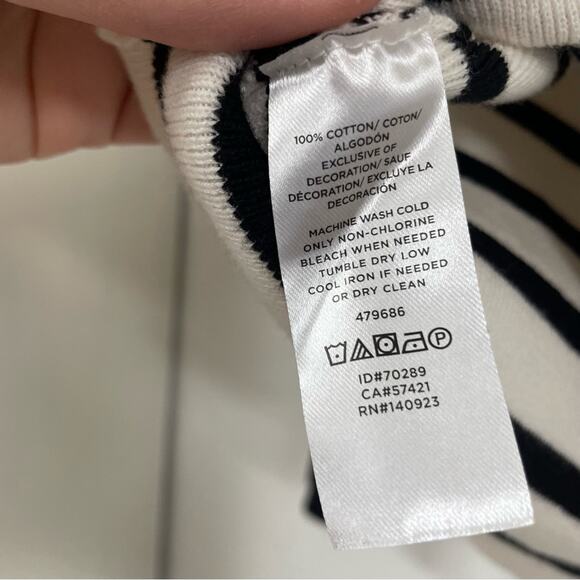 100% COTTON/ COTON/
ALGODÓN
EXCLUSIVE OF
DECORATION/ SAUF
DÉCORATION/ EXCLUYE LA
DECORACIÓN
MACHINE WASH COLD
ONLY NON-CHLORINE
BLEACH WHEN NEEDED
TUMBLE DRY LOW
COOL IRON IF NEEDED
OR DRY CLEAN
479686
P
ID#70289
CA#57421
RN#140923